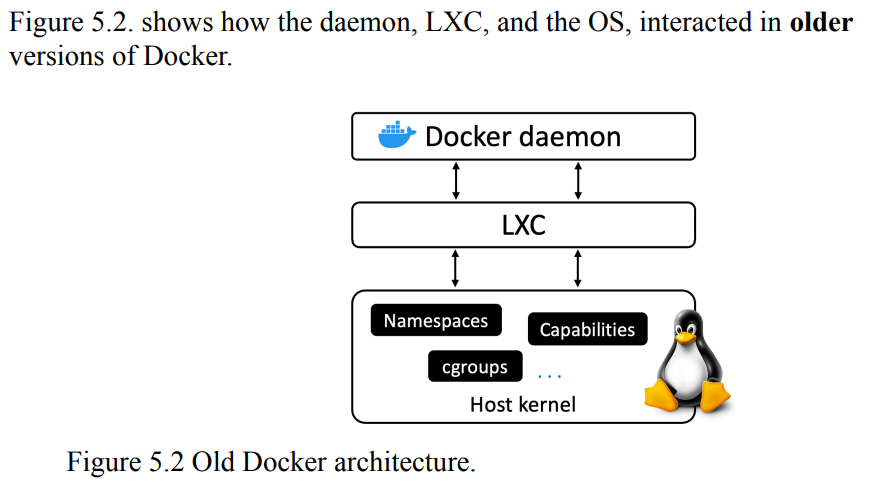 Figure 5.2. shows how the daemon, LXC, and the OS, interacted in older
versions of Docker.
Docker daemon
LXC
Namespaces
Capabilities
cgroups
...
Host kernel
Figure 5.2 Old Docker architecture.